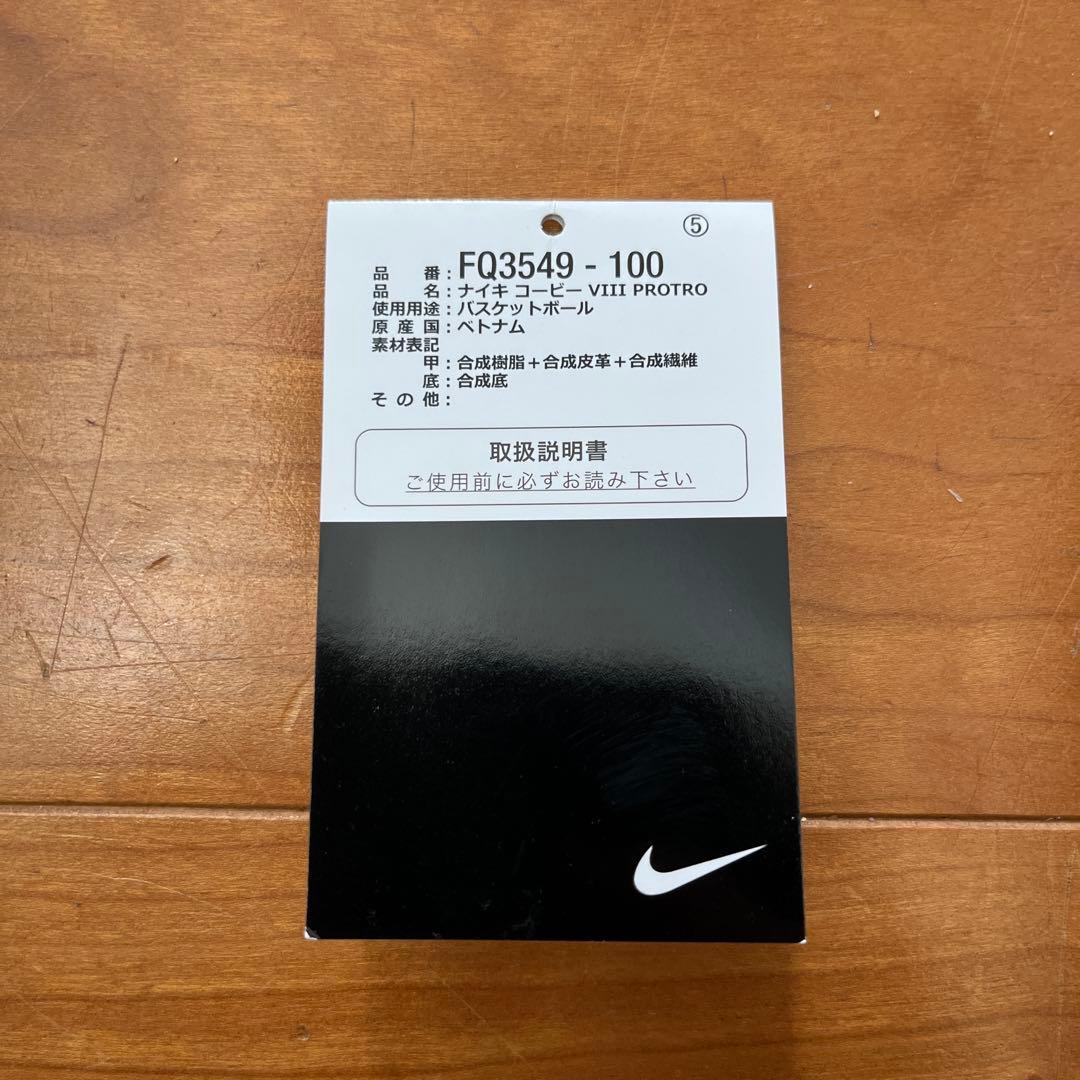 ⑤
品番：FQ3549 - 100
品名：ナイキ コービー VIII PROTRO
使用用途：バスケットボール
原産国：ベトナム
素材表記
甲：合成樹脂＋合成皮革＋合成繊維
底：合成底
その他：
取扱説明書
ご使用前に必ずお読み下さい